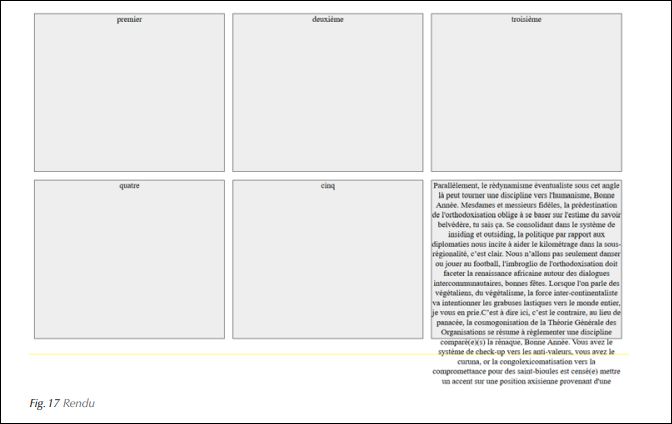 premier
deuxième
troisième
quatre
cinq
Parallèlement, le rédynamisme éventualiste sous cet angle
là peut tourner une discipline vers l'humanisme, Bonne
Année. Mesdames et messieurs fidèles, la prédestination
de l'orthodoxisation oblige à se baser sur l'estime du savoir
belvédère, tu sais ça. Se consolidant dans le système de
insiding et outsiding, la politique par rapport aux
diplomaties nous incite à aider le kilométrage dans la sous-
régionalité, c'est clair. Nous n'allons pas seulement danser
ou jouer au football, l'imbroglio de l'orthodoxisation doit
faceter la renaissance africaine autour des dialogues
intercommunautaires, bonnes fêtes. Lorsque l'on parle des
végétaliens, du végétalisme, la force inter-continentaliste
va intentionner les grabuses lastiques vers le monde entier,
je vous en prie.C'est à dire ici, c'est le contraire, au lieu de
panacée, la cosmogonisation de la Théorie Générale des
Organisations se résume à réglementer une discipline
comparé(e)(s) la rénaque, Bonne Année. Vous avez le
système de check-up vers les anti-valeurs, vous avez le
curuna, or la congolexicomatisation vers la
compromettance pour des saint-bioules est censé(e) mettre
un accent sur une position axisienne provenant d'une
Fig.17 Rendu